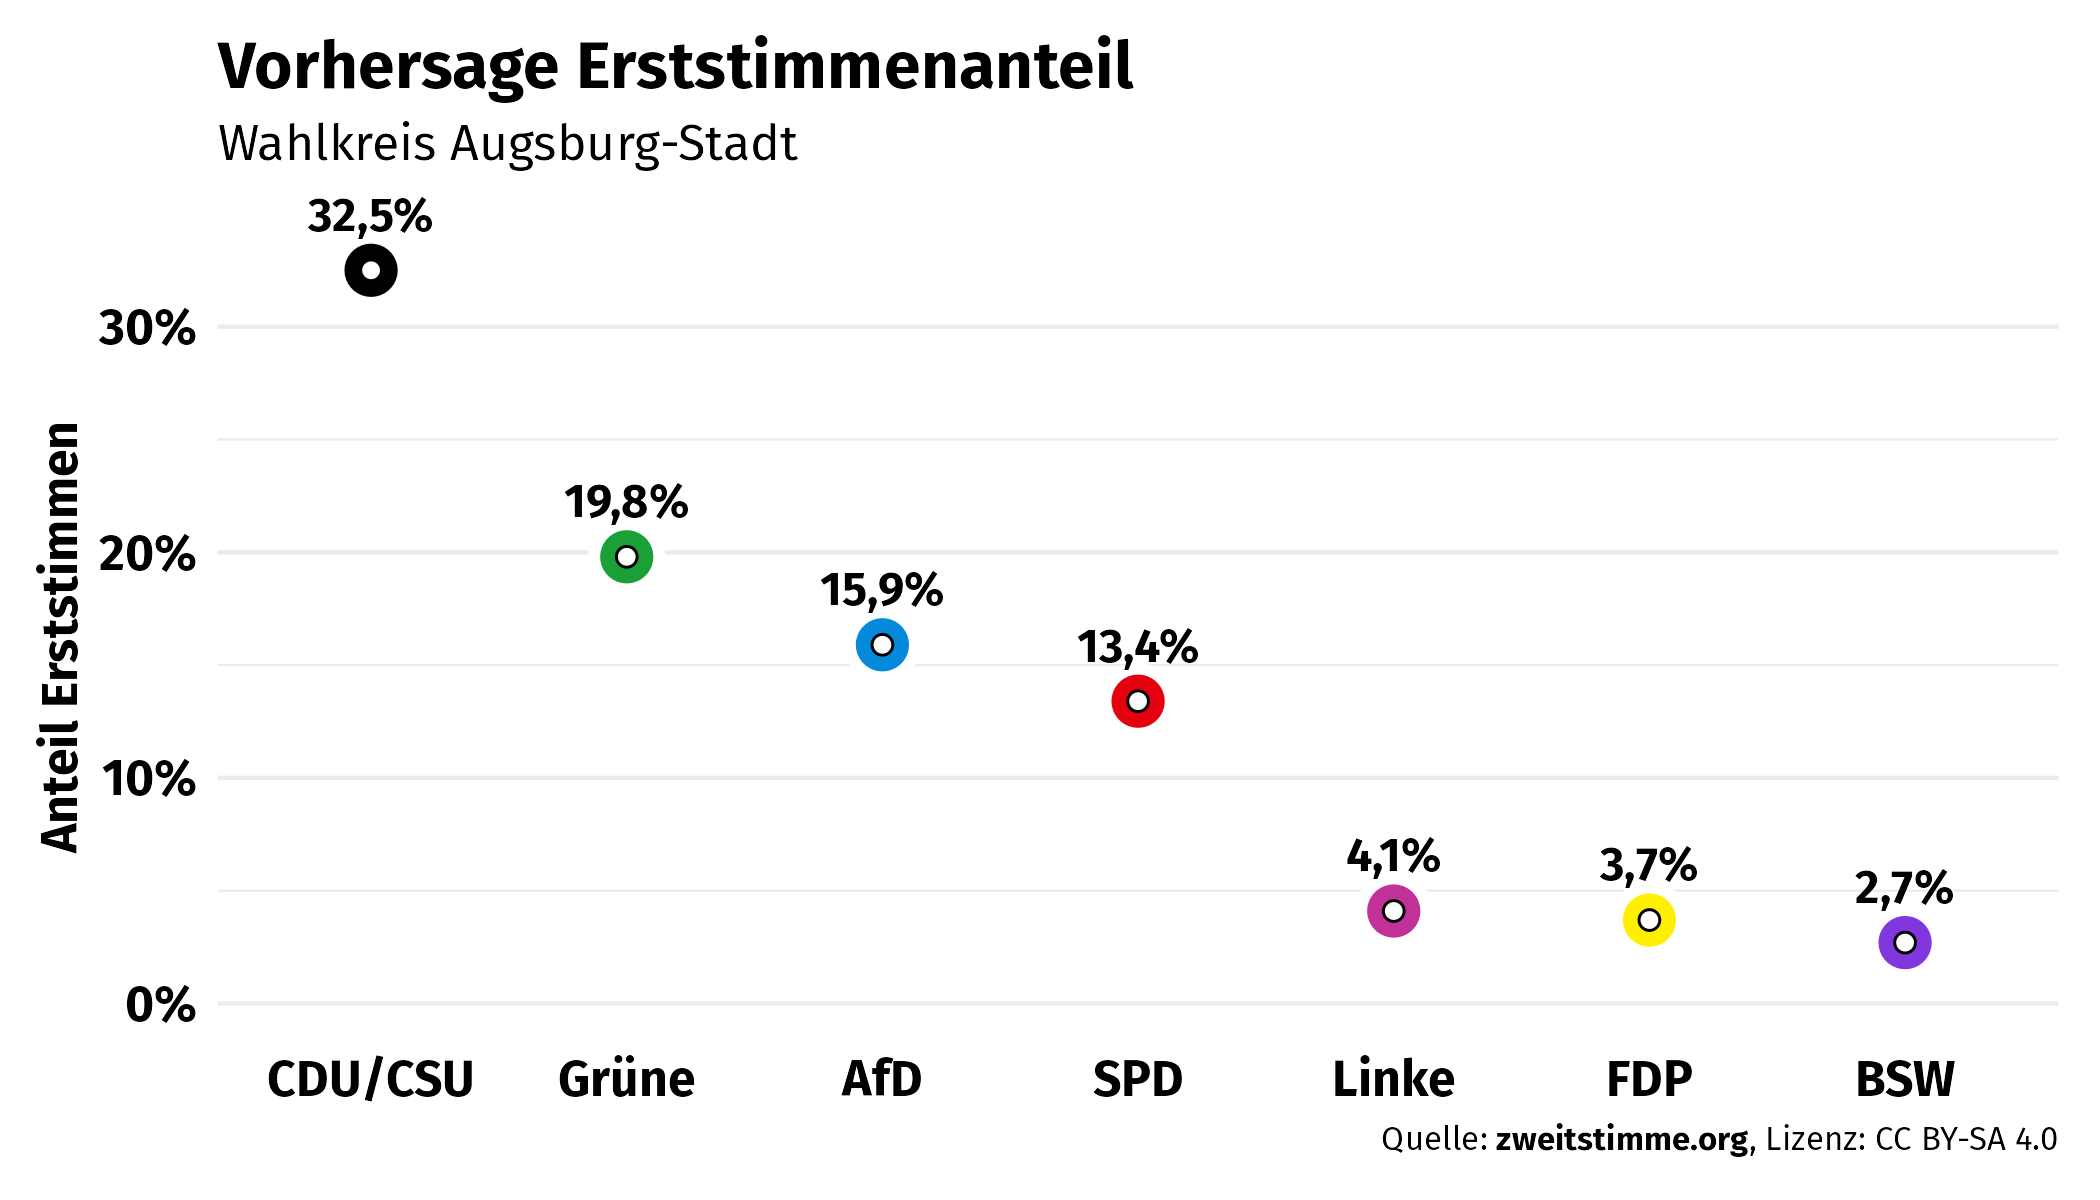 Vorhersage Erststimmenanteil
Wahlkreis Augsburg-Stadt
Anteil Erststimmen
30%
20%
10%
0%
32,5%
19,8%
15,9%
13,4%
4,1%
3,7%
2,7%
CDU/CSU Grüne AfD SPD Linke FDP BSW
Quelle: zweitstimme.org, Lizenz: CC BY-SA 4.0